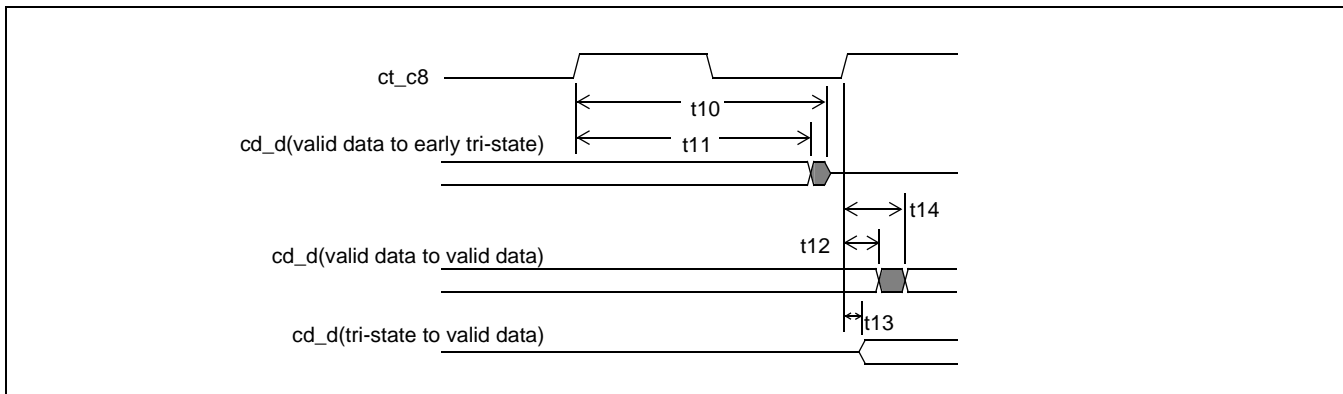 ct_c8
t10
cd_d(valid data to early tri-state)
t11
t14
t12
cd_d(valid data to valid data)
t13
cd_d(tri-state to valid data)